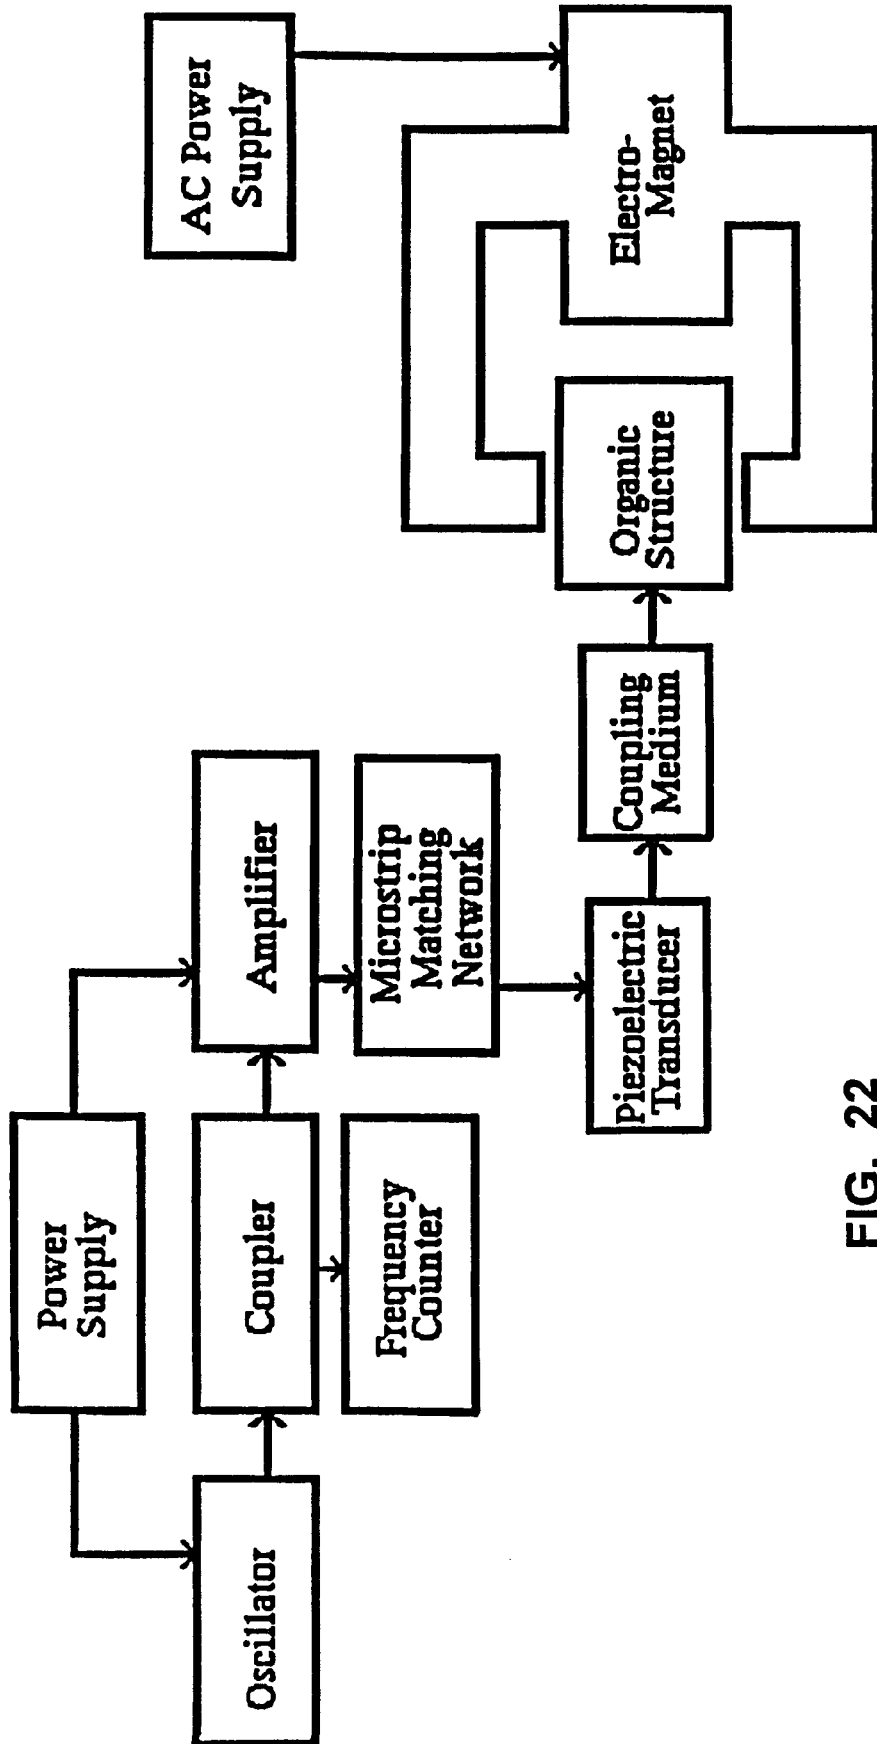 Power
Supply
Oscillator
Coupler
Amplifier
Frequency
Counter
Microstrip
Matching
Network
Piezoelectric
Transducer
Coupling
Medium
Organic
Structure
Electro-
Magnet
AC Power
Supply
FIG. 22